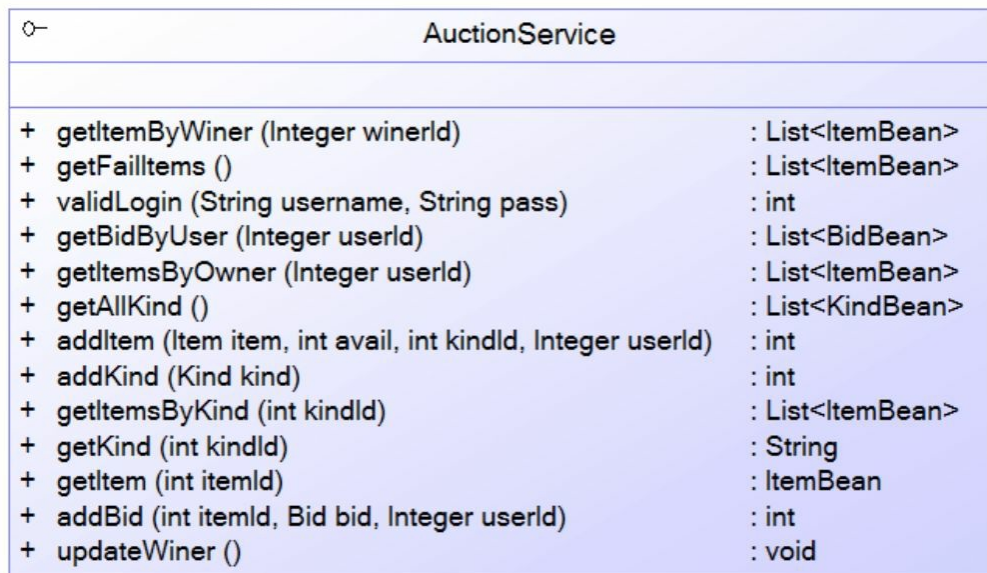 AuctionService
+ getItemByWiner (Integer winerId) : List<ItemBean>
+ getFailItems () : List<ItemBean>
+ validLogin (String username, String pass) : int
+ getBidByUser (Integer userId) : List<BidBean>
+ getItemsByOwner (Integer userId) : List<ItemBean>
+ getAllKind () : List<KindBean>
+ addItem (Item item, int avail, int kindId, Integer userId) : int
+ addKind (Kind kind) : int
+ getItemsByKind (int kindId) : List<ItemBean>
+ getKind (int kindId) : String
+ getItem (int itemId) : ItemBean
+ addBid (int itemId, Bid bid, Integer userId) : int
+ updateWiner () : void